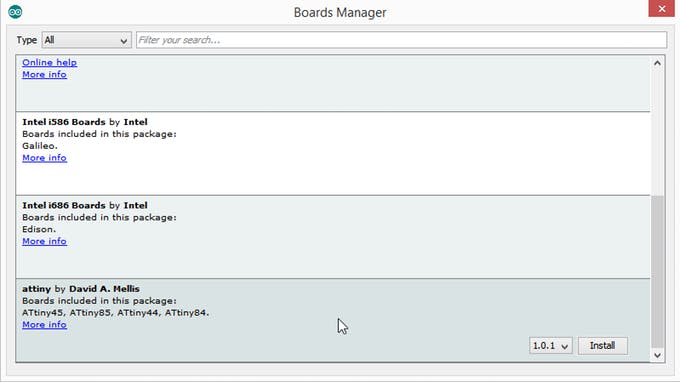 Boards Manager
Type All Filter your search...
Online help
More info
Intel i586 Boards by Intel
Boards included in this package:
Galileo.
More info
Intel i686 Boards by Intel
Boards included in this package:
Edison.
More info
attiny by David A. Mellis
Boards included in this package:
ATtiny45, ATtiny85, ATtiny44, ATtiny84.
More info
1.0.1 Install